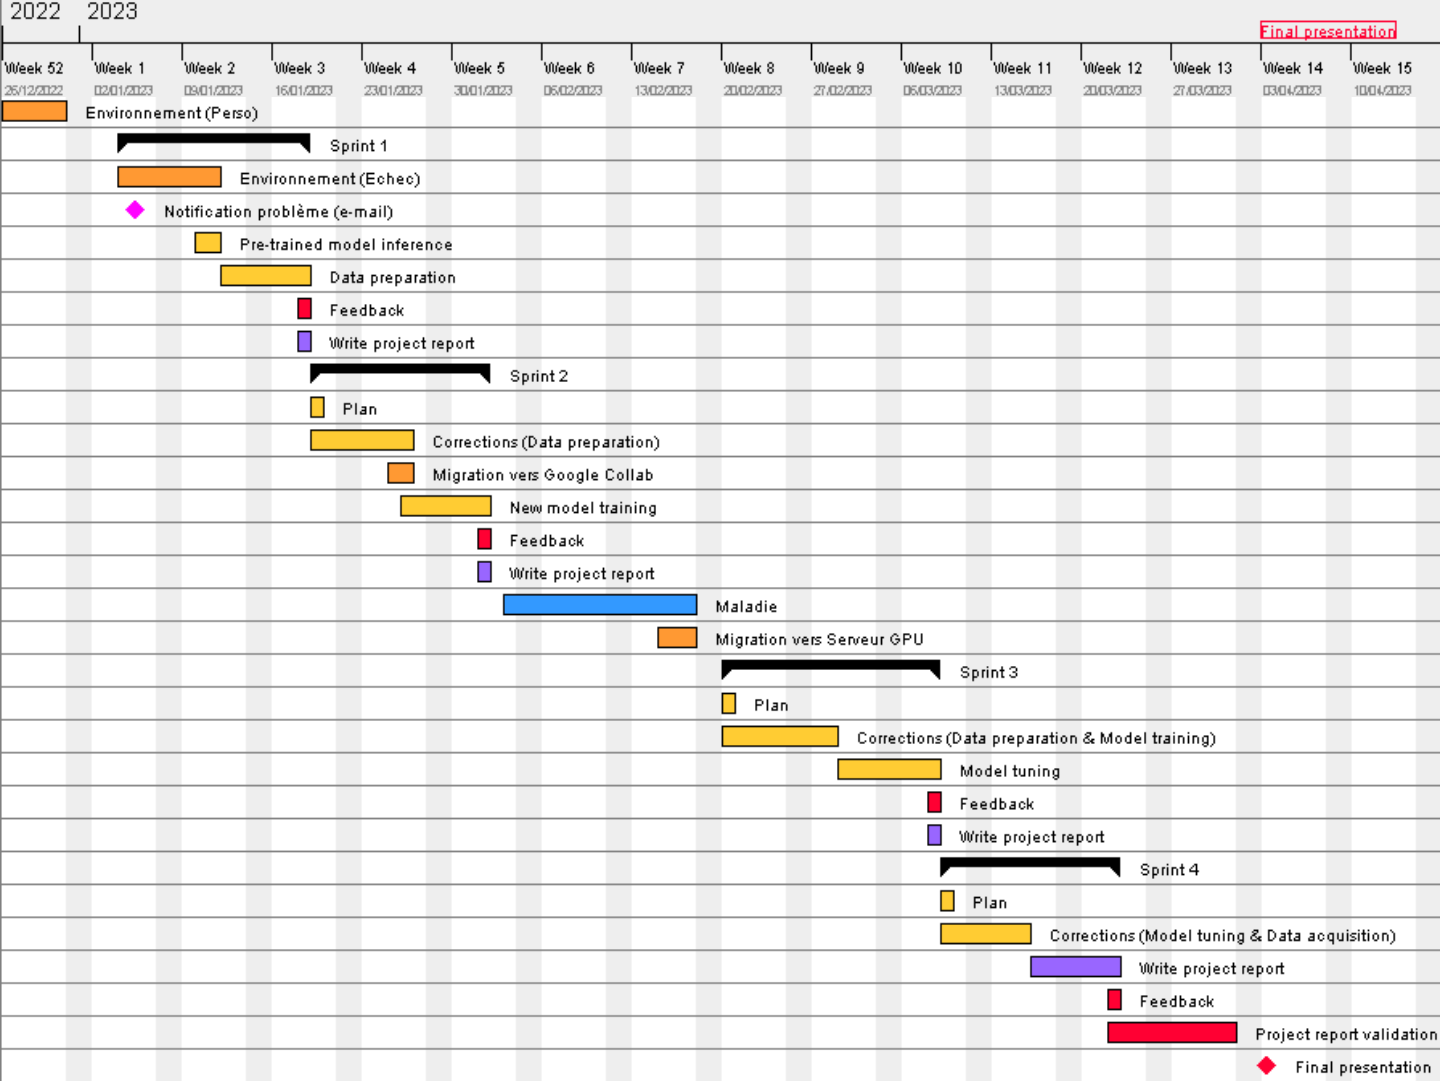 2022 2023
Final presentation
Week 52 Week 1 Week 2 Week 3 Week 4 Week 5 Week 6 Week 7 Week 8 Week 9 Week 10 Week 11 Week 12 Week 13 Week 14 Week 15
26/12/2022 02/01/2023 09/01/2023 16/01/2023 23/01/2023 30/01/2023 06/02/2023 13/02/2023 20/02/2023 27/02/2023 06/03/2023 13/03/2023 20/03/2023 27/03/2023 03/04/2023 10/04/2023
Environnement (Perso)
Sprint 1
Environnement (Echec)
Notification problème (e-mail)
Pre-trained model inference
Data preparation
Feedback
Write project report
Sprint 2
Plan
Corrections (Data preparation)
Migration vers Google Collab
New model training
Feedback
Write project report
Maladie
Migration vers Serveur GPU
Sprint 3
Plan
Corrections (Data preparation & Model training)
Model tuning
Feedback
Write project report
Sprint 4
Plan
Corrections (Model tuning & Data acquisition)
Write project report
Feedback
Project report validation
Final presentation